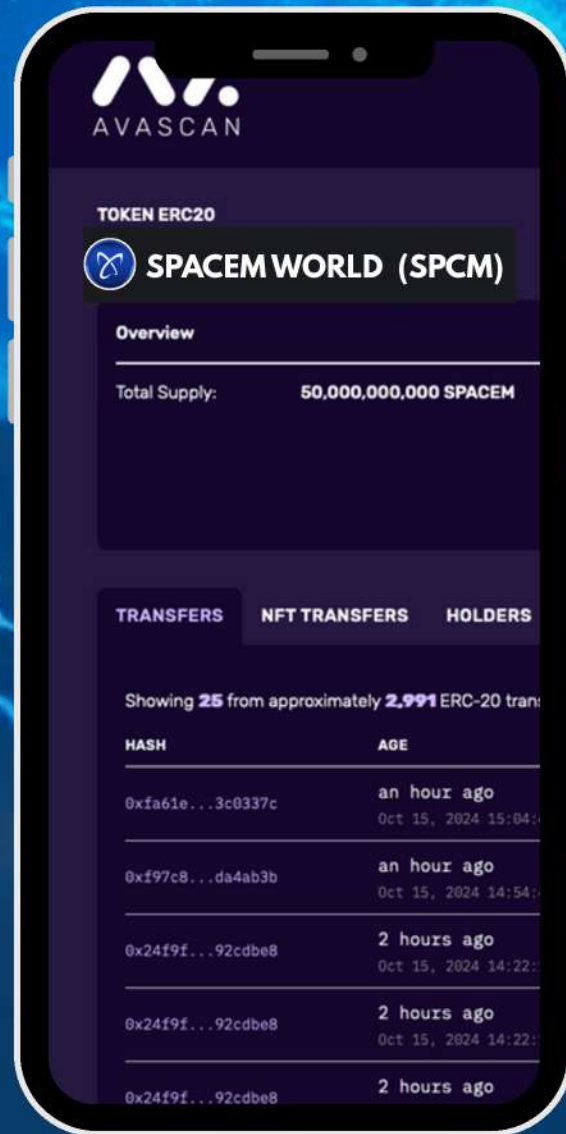 AVASCAN
TOKEN ERC20
SPACEM WORLD (SPCM)
Overview
Total Supply: 50,000,000,000 SPACEM
TRANSFERS NFT TRANSFERS HOLDERS
Showing 25 from approximately 2,991 ERC-20 tran
HASH AGE
0xfa61e...3c0337c an hour ago
Oct 15, 2024 15:04:
0xf97c8...da4ab3b an hour ago
Oct 15, 2024 14:54:
0x24f9f...92cdbe8 2 hours ago
Oct 15, 2024 14:22:
0x24f9f...92cdbe8 2 hours ago
Oct 15, 2024 14:22:
0x24f9f...92cdbe8 2 hours ago